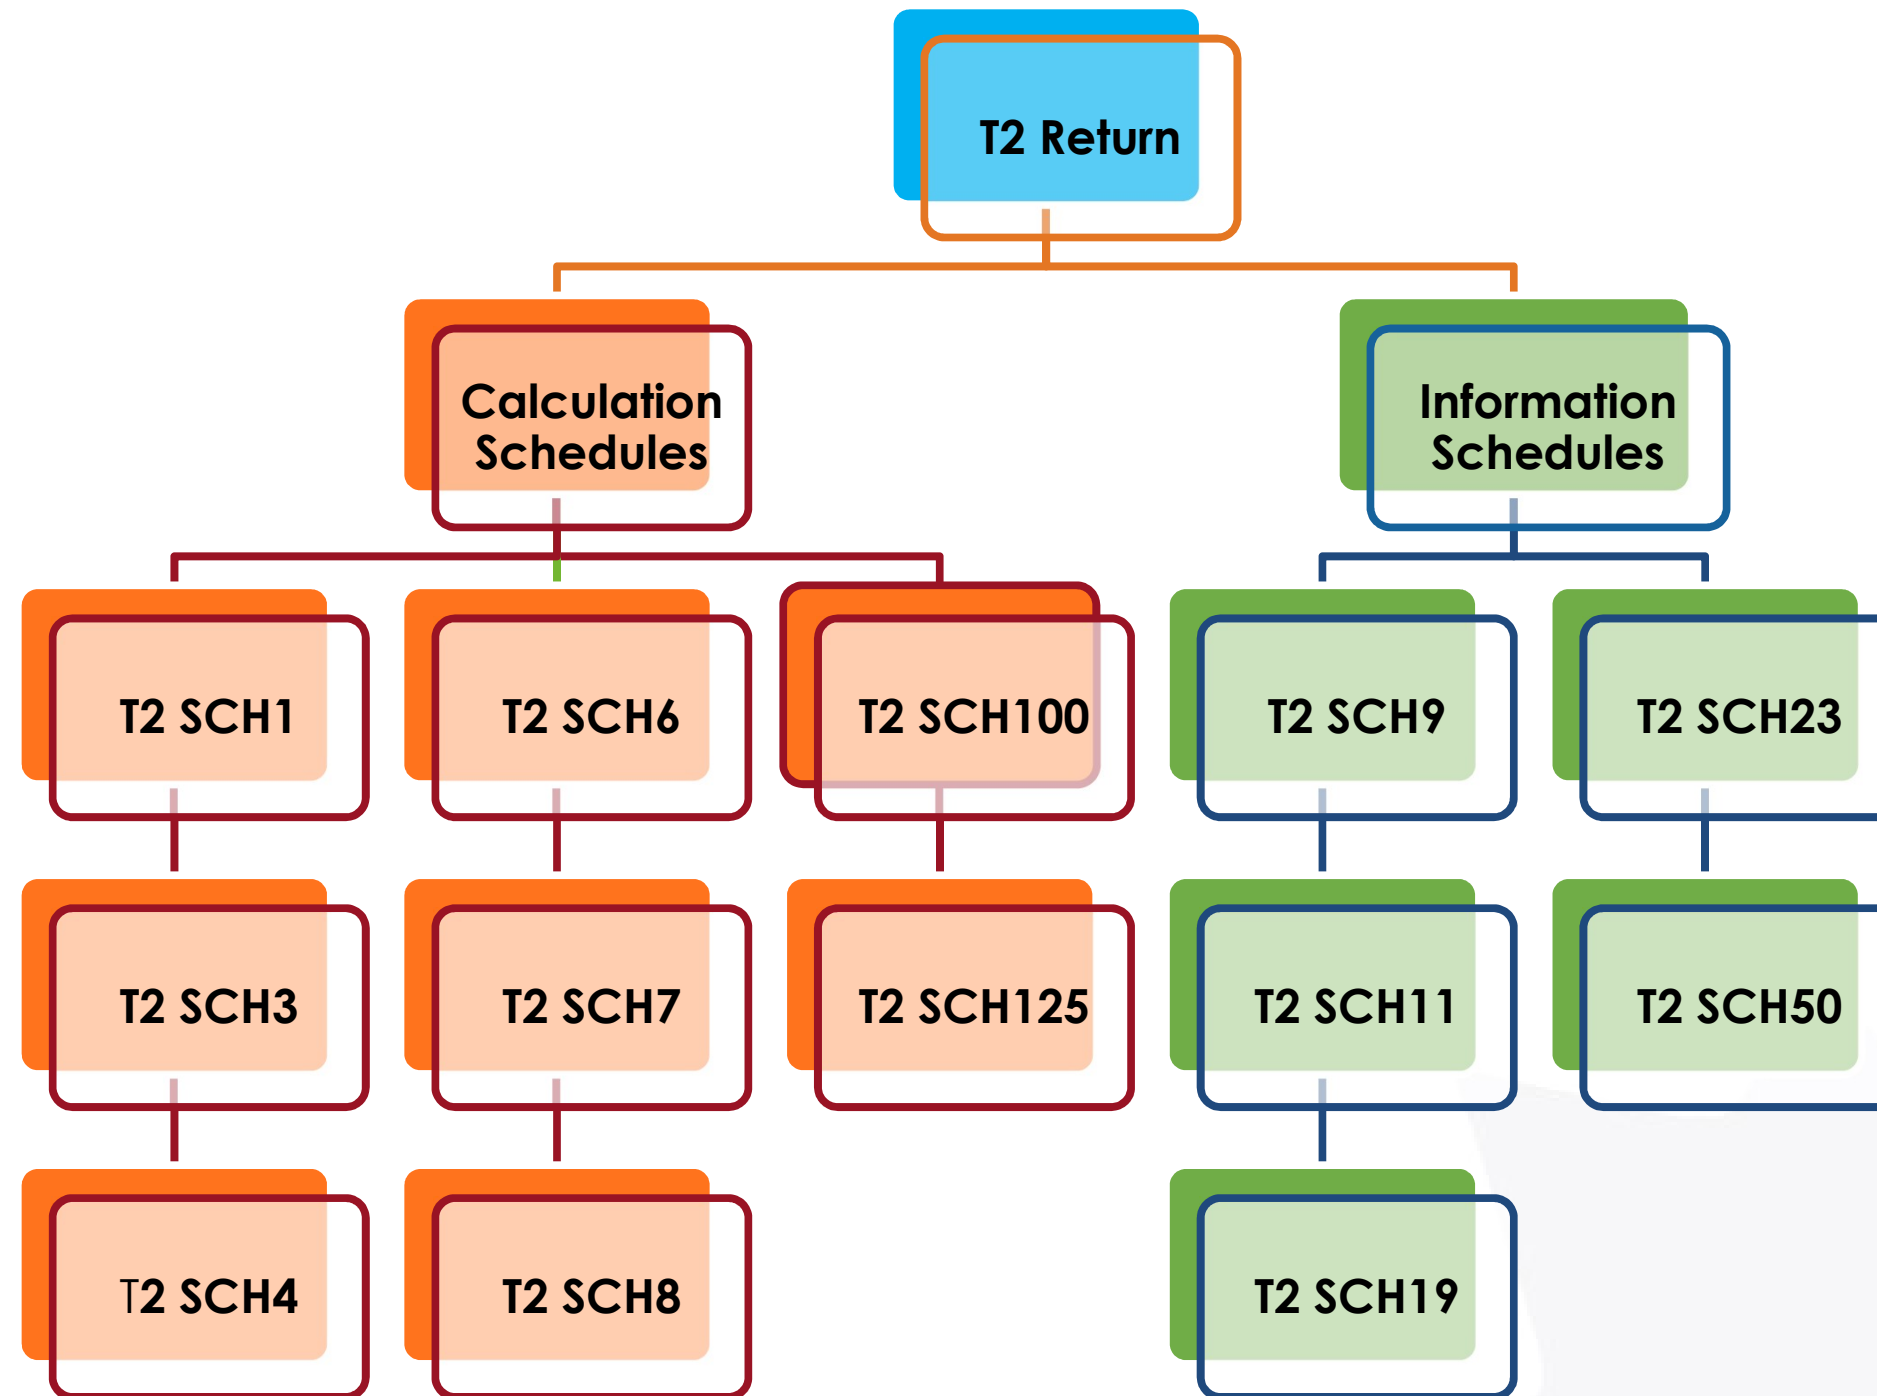 T2 Return
Calculation
Schedules
Information
Schedules
T2 SCH1
T2 SCH6
T2 SCH100
T2 SCH9
T2 SCH23
T2 SCH3
T2 SCH7
T2 SCH125
T2 SCH11
T2 SCH50
T2 SCH4
T2 SCH8
T2 SCH19